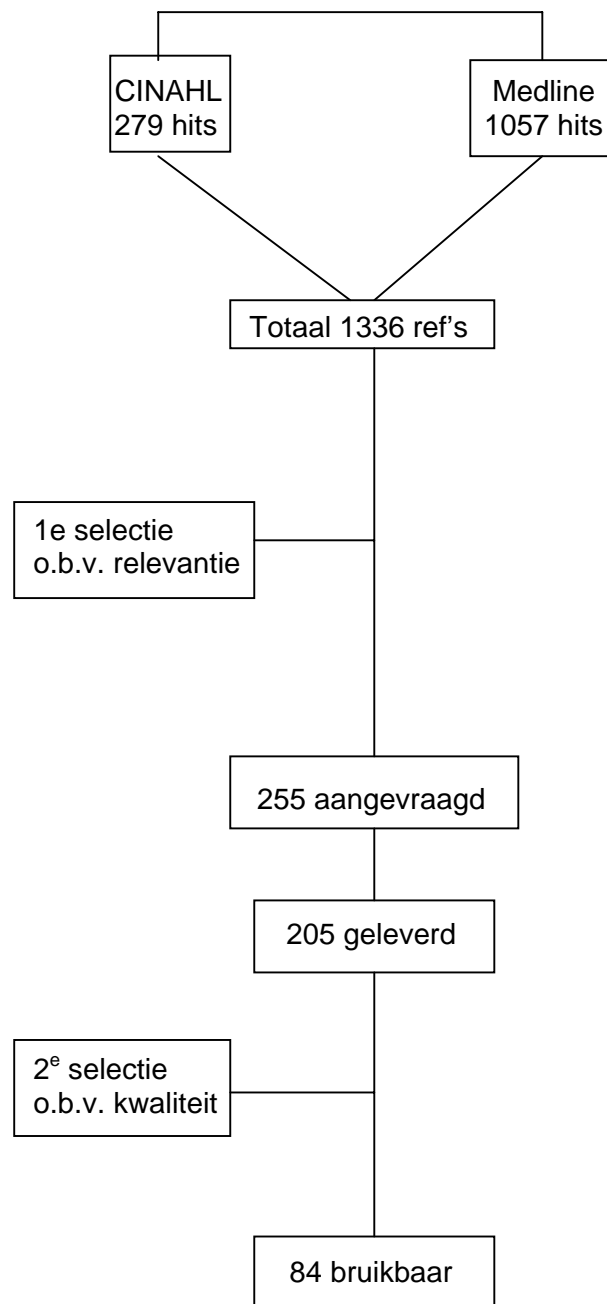 CINAHL
279 hits
Medline
1057 hits
Totaal 1336 ref's
1e selectie
o.b.v. relevantie
255 aangevraagd
205 geleverd
2e selectie
o.b.v. kwaliteit
84 bruikbaar